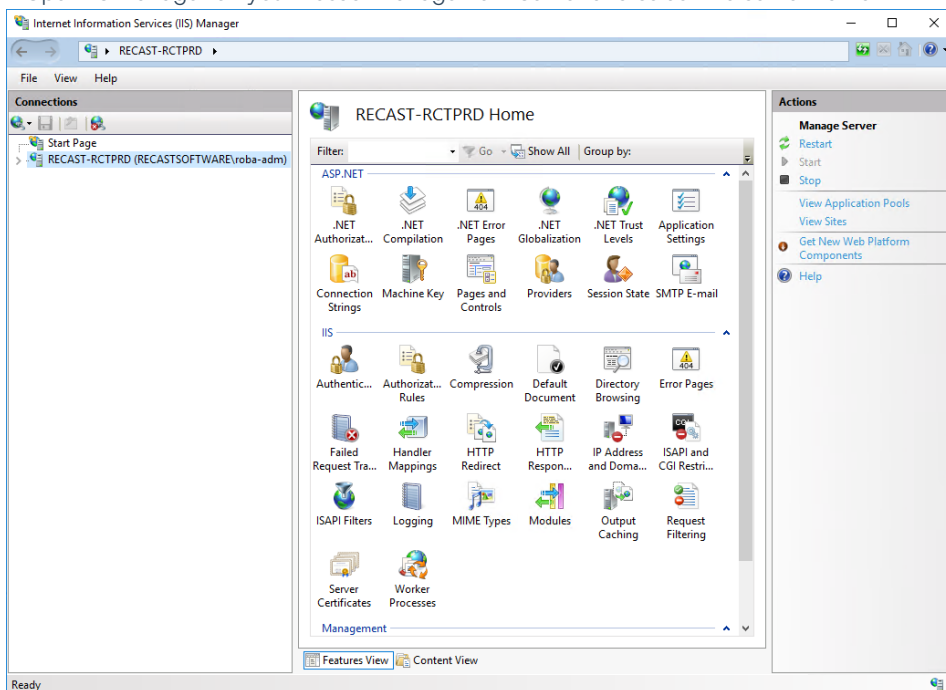 Internet Information Services (IIS) Manager
RECAST-RCTPRD
File View Help
Connections
Start Page
RECAST-RCTPRD (RECASTSOFTWARE\roba-adm)
RECAST-RCTPRD Home
Filter: Go Show All Group by:
ASP.NET
.NET Authorizat...
.NET Compilation
.NET Error Pages
.NET Globalization
.NET Trust Levels
Application Settings
Connection Strings
Machine Key
Pages and Controls
Providers
Session State
SMTP E-mail
IIS
Authentic...
Authorizat... Rules
Compression
Default Document
Directory Browsing
Error Pages
Failed Request Tra...
Handler Mappings
HTTP Redirect
HTTP Respon...
IP Address and Doma...
ISAPI and CGI Restri...
ISAPI Filters
Logging
MIME Types
Modules
Output Caching
Request Filtering
Server Certificates
Worker Processes
Management
Features View Content View
Actions
Manage Server
Restart
Start
Stop
View Application Pools
View Sites
Get New Web Platform
Components
Help
Ready